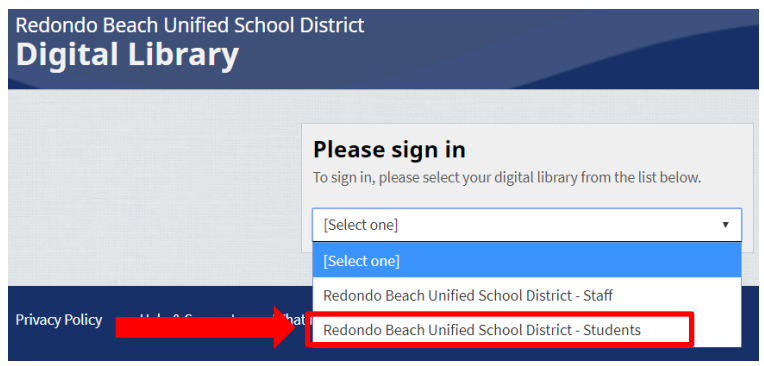 Redondo Beach Unified School District
Digital Library
Please sign in
To sign in, please select your digital library from the list below.
[Select one]
[Select one]
Redondo Beach Unified School District - Staff
Redondo Beach Unified School District - Students
Privacy Policy